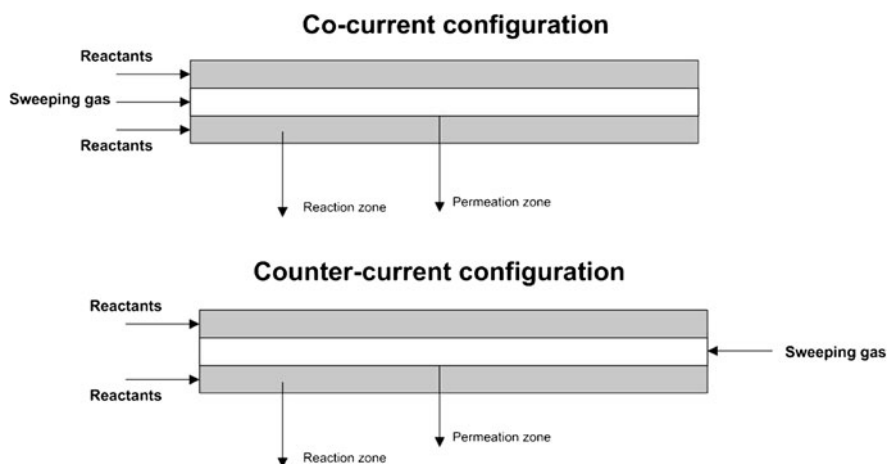 Co-current configuration
Reactants
Sweeping gas
Reactants
Reaction zone
Permeation zone
Counter-current configuration
Reactants
Sweeping gas
Reactants
Permeation zone
Reaction zone